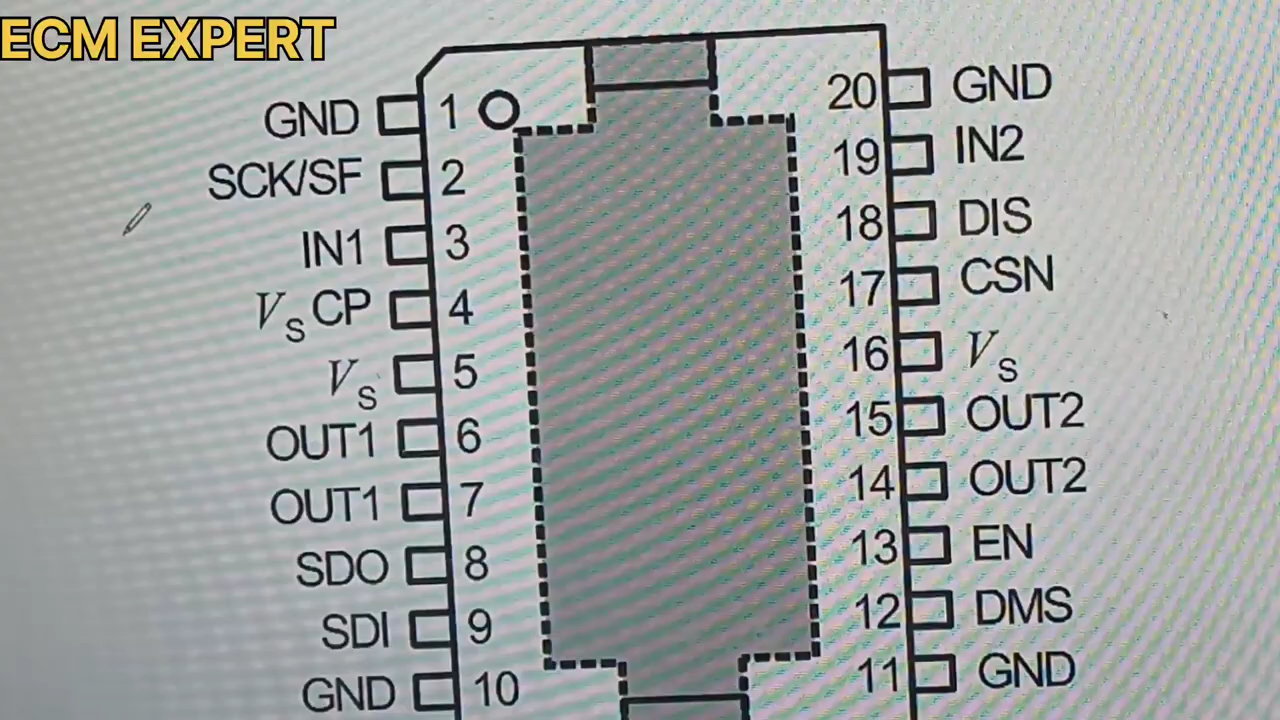 ECM EXPERT
GND 1 20 GND
SCK/SF 2 19 IN2
IN1 3 18 DIS
VS CP 4 17 CSN
VS 5 16 VS
OUT1 6 15 OUT2
OUT1 7 14 OUT2
SDO 8 13 EN
SDI 9 12 DMS
GND 10 11 GND